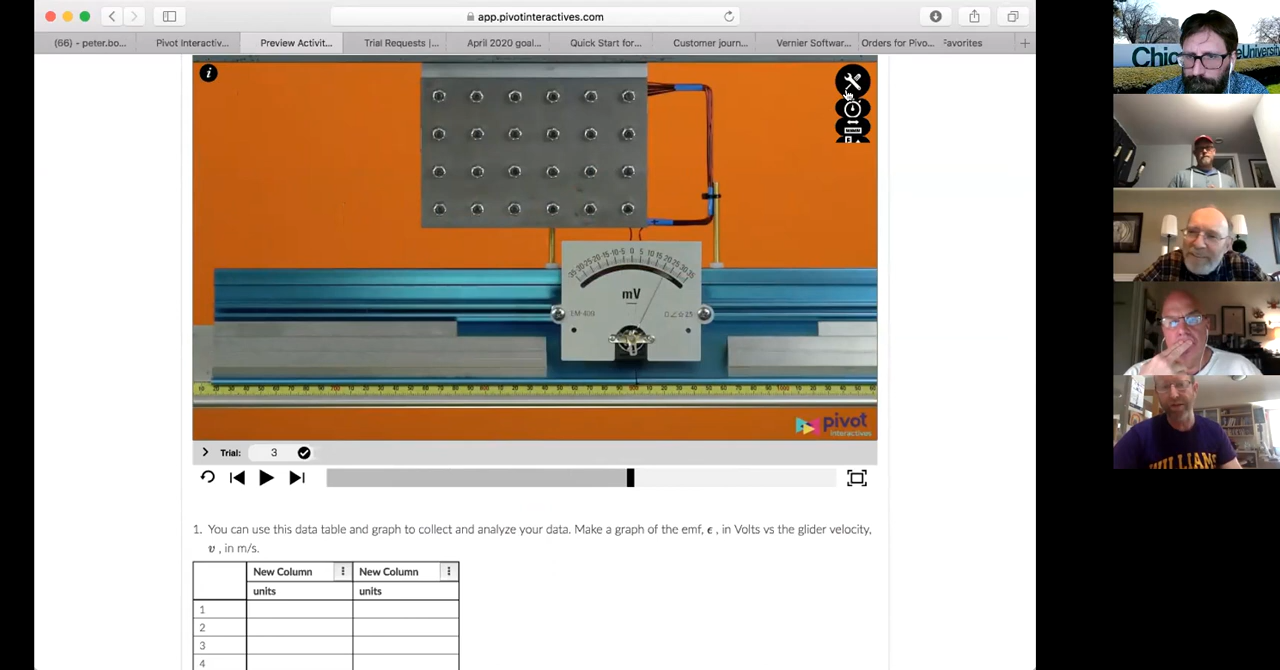 app.pivotinteractives.com
(66) - peter.bo...
Pivot Interactiv...
Preview Activit...
Trial Requests |...
April 2020 goal...
Quick Start for...
Customer journ...
Vernier Softwar...
Orders for Pivo...
Favorites
mV
pivot
interactives
Trial: 3
1. You can use this data table and graph to collect and analyze your data. Make a graph of the emf, ϵ , in Volts vs the glider velocity,
v , in m/s.
New Column New Column
units units
1
2
3
4
WILLIAMS